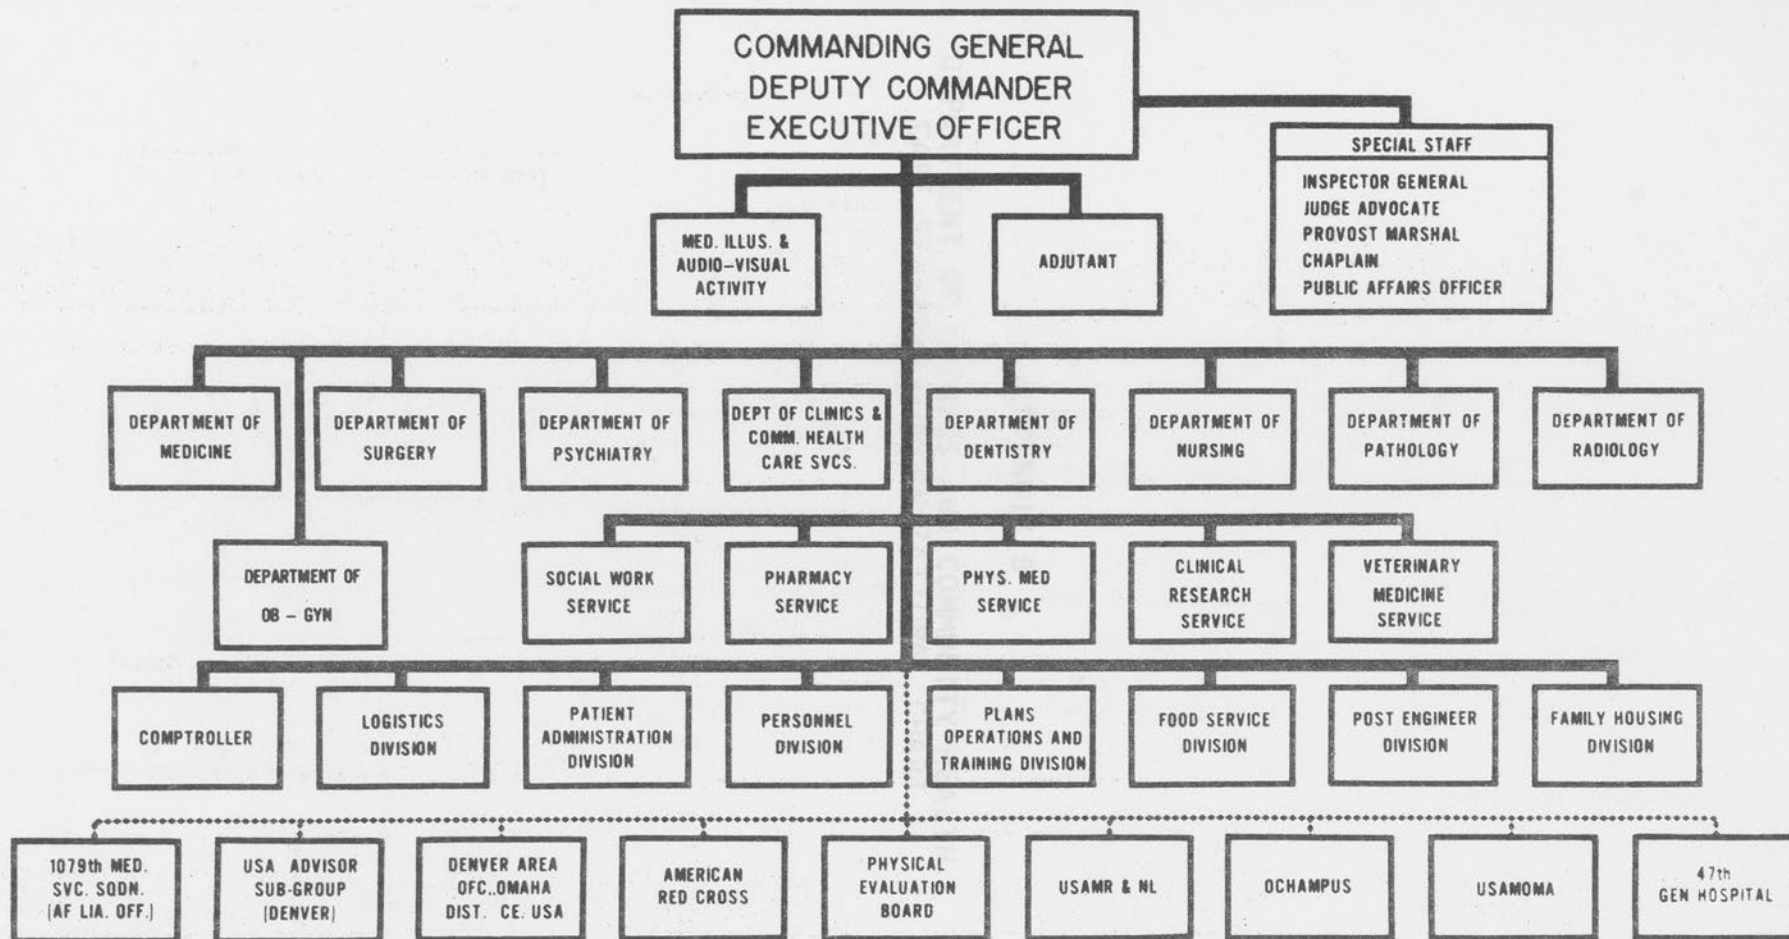 COMMANDING GENERAL
DEPUTY COMMANDER
EXECUTIVE OFFICER
SPECIAL STAFF
INSPECTOR GENERAL
JUDGE ADVOCATE
PROVOST MARSHAL
CHAPLAIN
PUBLIC AFFAIRS OFFICER
MED. ILLUS. &
AUDIO-VISUAL
ACTIVITY
ADJUTANT
DEPARTMENT OF
MEDICINE
DEPARTMENT OF
SURGERY
DEPARTMENT OF
PSYCHIATRY
DEPT OF CLINICS &
COMM. HEALTH
CARE SVCS.
DEPARTMENT OF
DENTISTRY
DEPARTMENT OF
NURSING
DEPARTMENT OF
PATHOLOGY
DEPARTMENT OF
RADIOLOGY
DEPARTMENT OF
OB - GYN
SOCIAL WORK
SERVICE
PHARMACY
SERVICE
PHYS. MED
SERVICE
CLINICAL
RESEARCH
SERVICE
VETERINARY
MEDICINE
SERVICE
COMPTROLLER
LOGISTICS
DIVISION
PATIENT
ADMINISTRATION
DIVISION
PERSONNEL
DIVISION
PLANS
OPERATIONS AND
TRAINING DIVISION
FOOD SERVICE
DIVISION
POST ENGINEER
DIVISION
FAMILY HOUSING
DIVISION
1079th MED.
SVC. SQDN.
(AF LIA. OFF.)
USA ADVISOR
SUB-GROUP
(DENVER)
DENVER AREA
OFC.,OMAHA
DIST. CE. USA
AMERICAN
RED CROSS
PHYSICAL
EVALUATION
BOARD
USAMR & NL
OCHAMPUS
USAMOMA
47th
GEN HOSPITAL